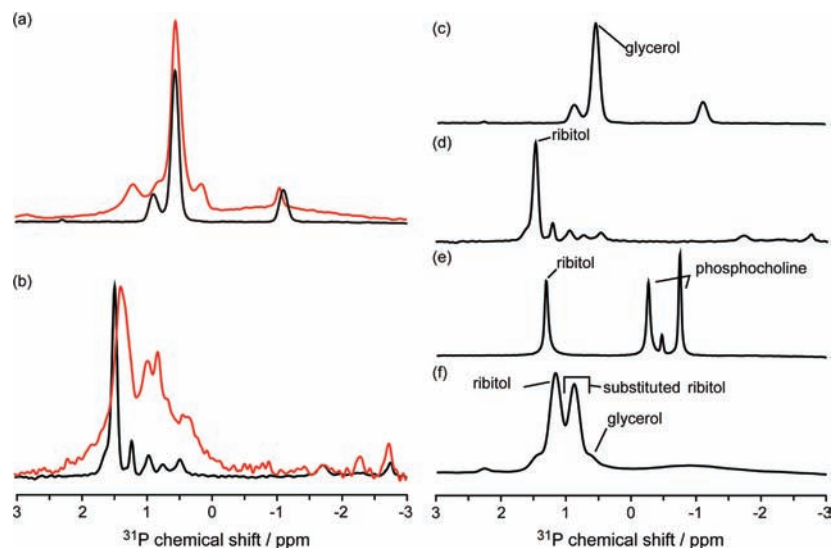 (a)
(b)
3 2 1 0 -1 -2 -3
³¹P chemical shift / ppm
(c)
glycerol
(d)
ribitol
(e)
ribitol
phosphocholine
(f)
ribitol
substituted ribitol
glycerol
3 2 1 0 -1 -2 -3
³¹P chemical shift / ppm